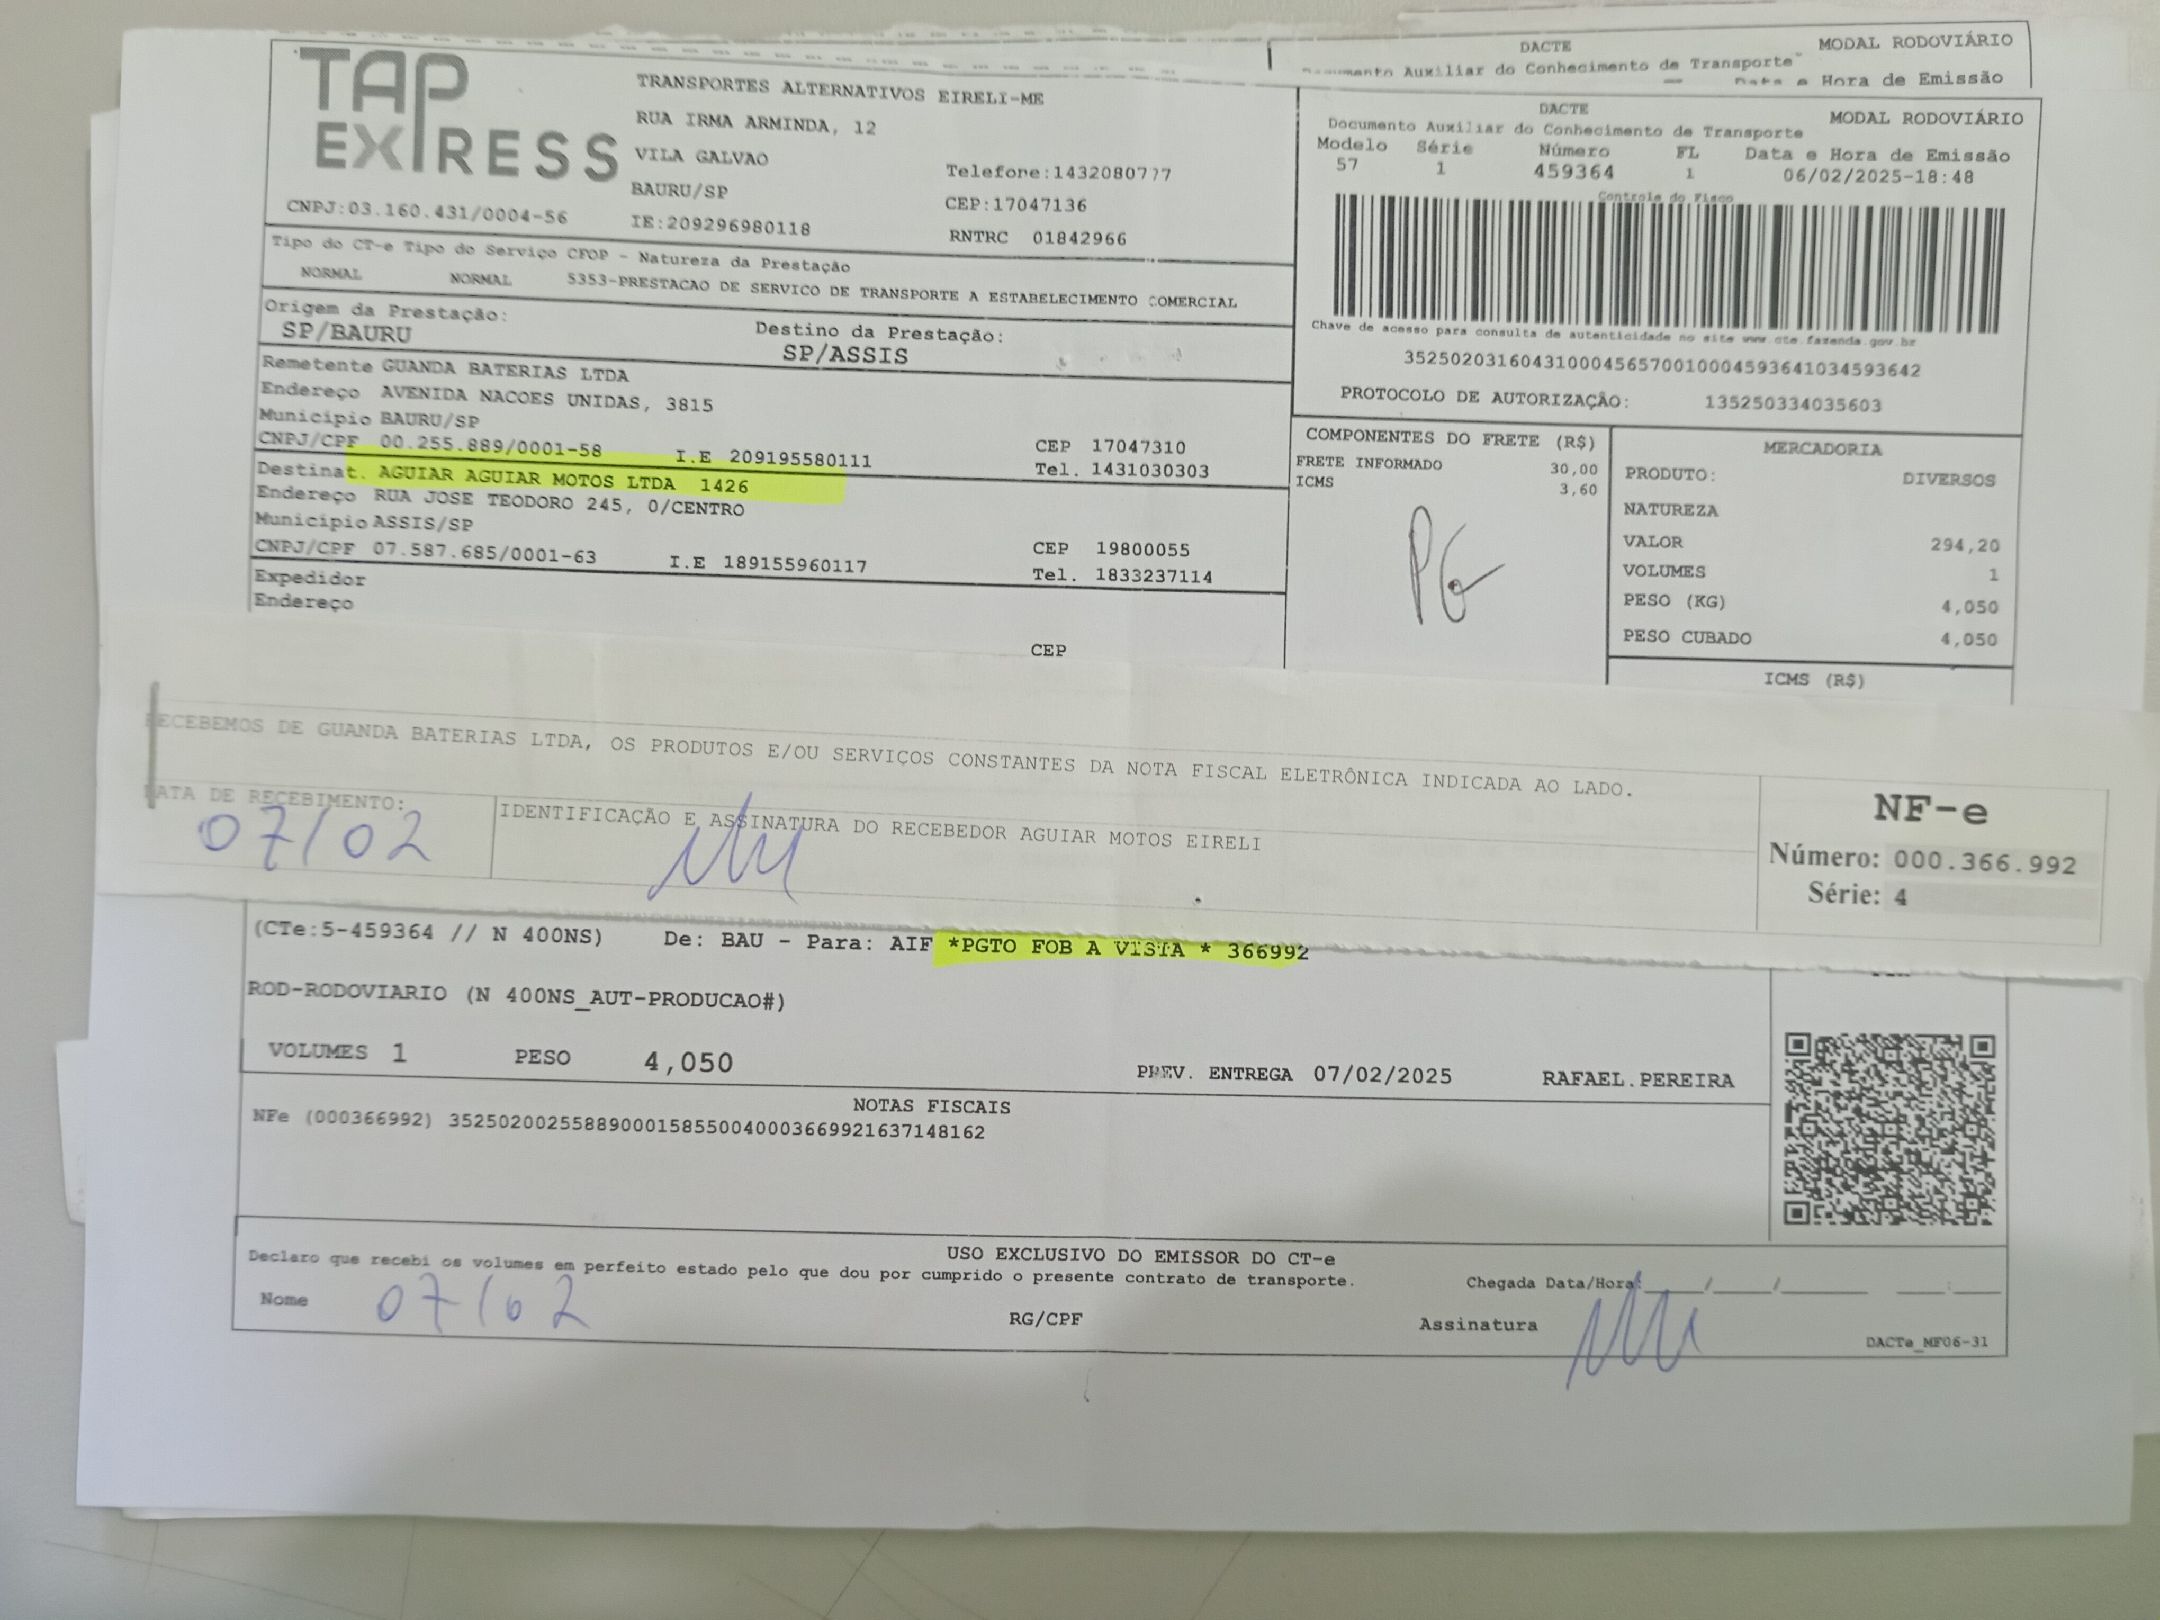 DACTE
MODAL RODOVIÁRIO
Auxiliar do Conhecimento de Transporte
Hora de Emissão
TAP EXPRESS
CNPJ:03.160.431/0004-56
TRANSPORTES ALTERNATIVOS EIRELI-ME
RUA IRMA ARMINDA, 12
VILA GALVAO
BAURU/SP
IE:209296980118
Telefone:1432080777
CEP:17047136
RNTRC 01842966
DACTE
MODAL RODOVIÁRIO
Documento Auxiliar do Conhecimento de Transporte
Modelo Série Número FL Data e Hora de Emissão
57 1 459364 1 06/02/2025-18:48
Controle do Fisco
Chave de acesso para consulta de autenticidade no site www.cte.fazenda.gov.br
35250203160431000456570010004593641034593642
PROTOCOLO DE AUTORIZAÇÃO: 135250334035603
Tipo do CT-e Tipo do Serviço CFOP - Natureza da Prestação
NORMAL NORMAL 5353-PRESTACAO DE SERVICO DE TRANSPORTE A ESTABELECIMENTO COMERCIAL
Origem da Prestação: Destino da Prestação:
SP/BAURU SP/ASSIS
Remetente GUANDA BATERIAS LTDA
Endereço AVENIDA NACOES UNIDAS, 3815
Município BAURU/SP CEP 17047310
CNPJ/CPF 00.255.889/0001-58 I.E 209195580111 Tel. 1431030303
Destinat. AGUIAR AGUIAR MOTOS LTDA 1426
Endereço RUA JOSE TEODORO 245, 0/CENTRO
Município ASSIS/SP CEP 19800055
CNPJ/CPF 07.587.685/0001-63 I.E 189155960117 Tel. 1833237114
Expedidor
Endereço
CEP
COMPONENTES DO FRETE (R$)
FRETE INFORMADO 30,00
ICMS 3,60
PG
MERCADORIA
PRODUTO: DIVERSOS
NATUREZA
VALOR 294,20
VOLUMES 1
PESO (KG) 4,050
PESO CUBADO 4,050
ICMS (R$)
RECEBEMOS DE GUANDA BATERIAS LTDA, OS PRODUTOS E/OU SERVIÇOS CONSTANTES DA NOTA FISCAL ELETRÔNICA INDICADA AO LADO.
DATA DE RECEBIMENTO:
07/02
IDENTIFICAÇÃO E ASSINATURA DO RECEBEDOR AGUIAR MOTOS EIRELI
NF-e
Número: 000.366.992
Série: 4
(CTe:5-459364 // N 400NS) De: BAU - Para: AIF *PGTO FOB A VISTA * 366992
ROD-RODOVIARIO (N 400NS_AUT-PRODUCAO#)
VOLUMES 1 PESO 4,050 PREV. ENTREGA 07/02/2025 RAFAEL.PEREIRA
NOTAS FISCAIS
NFe (000366992) 35250200255889000158550040003669921637148162
USO EXCLUSIVO DO EMISSOR DO CT-e
Declaro que recebi os volumes em perfeito estado pelo que dou por cumprido o presente contrato de transporte.
Chegada Data/Hora: / / :
Nome 07/02 RG/CPF Assinatura
DACTe_MF06-31